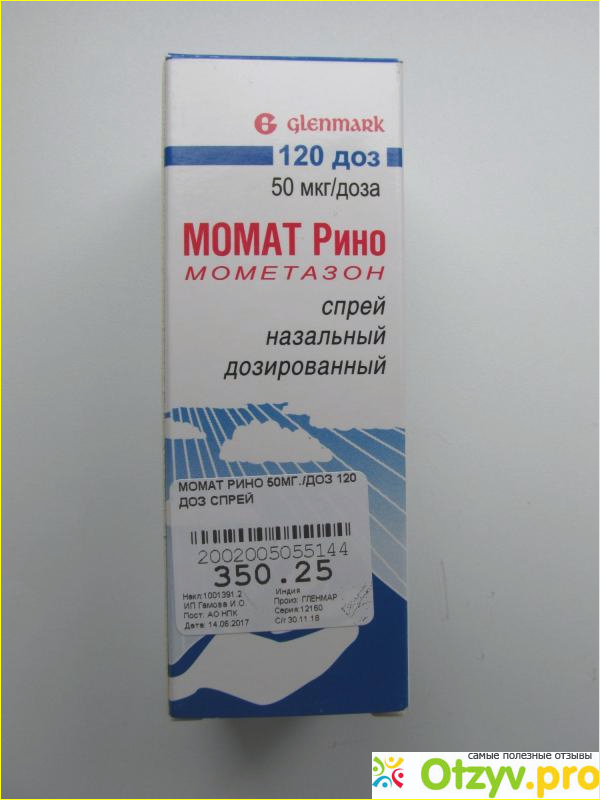 Glenmark
120 доз
50 мкг/доза
МОМАТ Рино
МОМЕТАЗОН
спрей
назальный
дозированный
МОМАТ РИНО 50МГ./ДОЗ 120
ДОЗ СПРЕЙ
2002005055144
350.25
Накл:1001391.2 Индия
ИП Гамова И.О. Произ: ГЛЕНМАР
Пост: АО НПК Серия:12160
Дата: 14.06.2017 С/г 30.11.18
самые полезные отзывы
Otzyv.pro